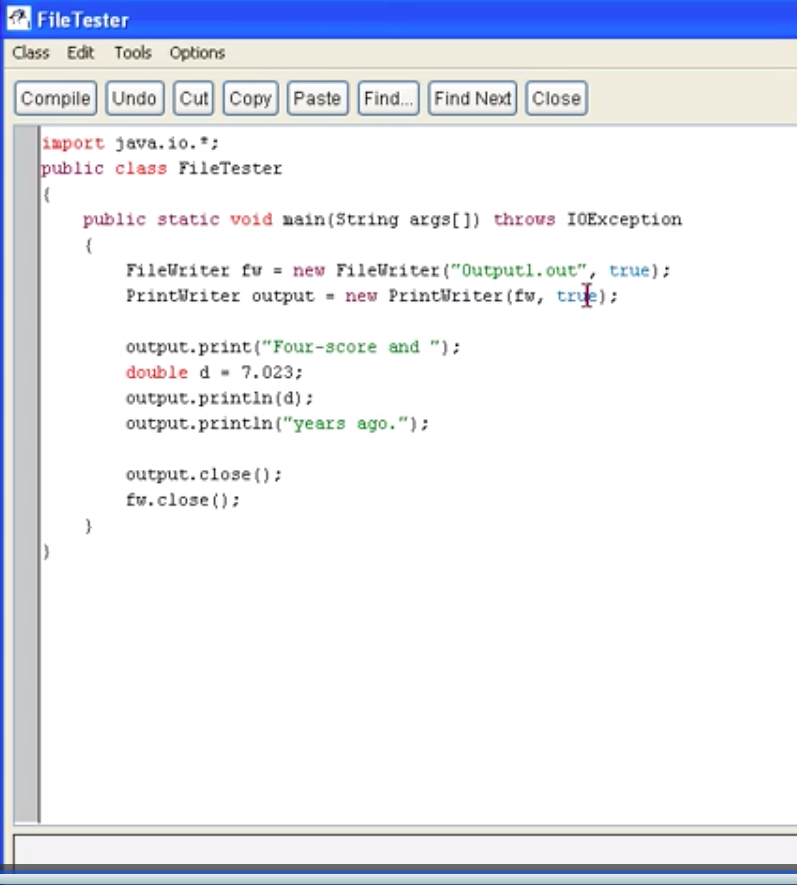 FileTester
Class Edit Tools Options
Compile Undo Cut Copy Paste Find... Find Next Close
import java.io.*;
public class FileTester
{
    public static void main(String args[]) throws IOException
    {
        FileWriter fw = new FileWriter("Output1.out", true);
        PrintWriter output = new PrintWriter(fw, true);
        output.print("Four-score and ");
        double d = 7.023;
        output.println(d);
        output.println("years ago.");
        output.close();
        fw.close();
    }
}